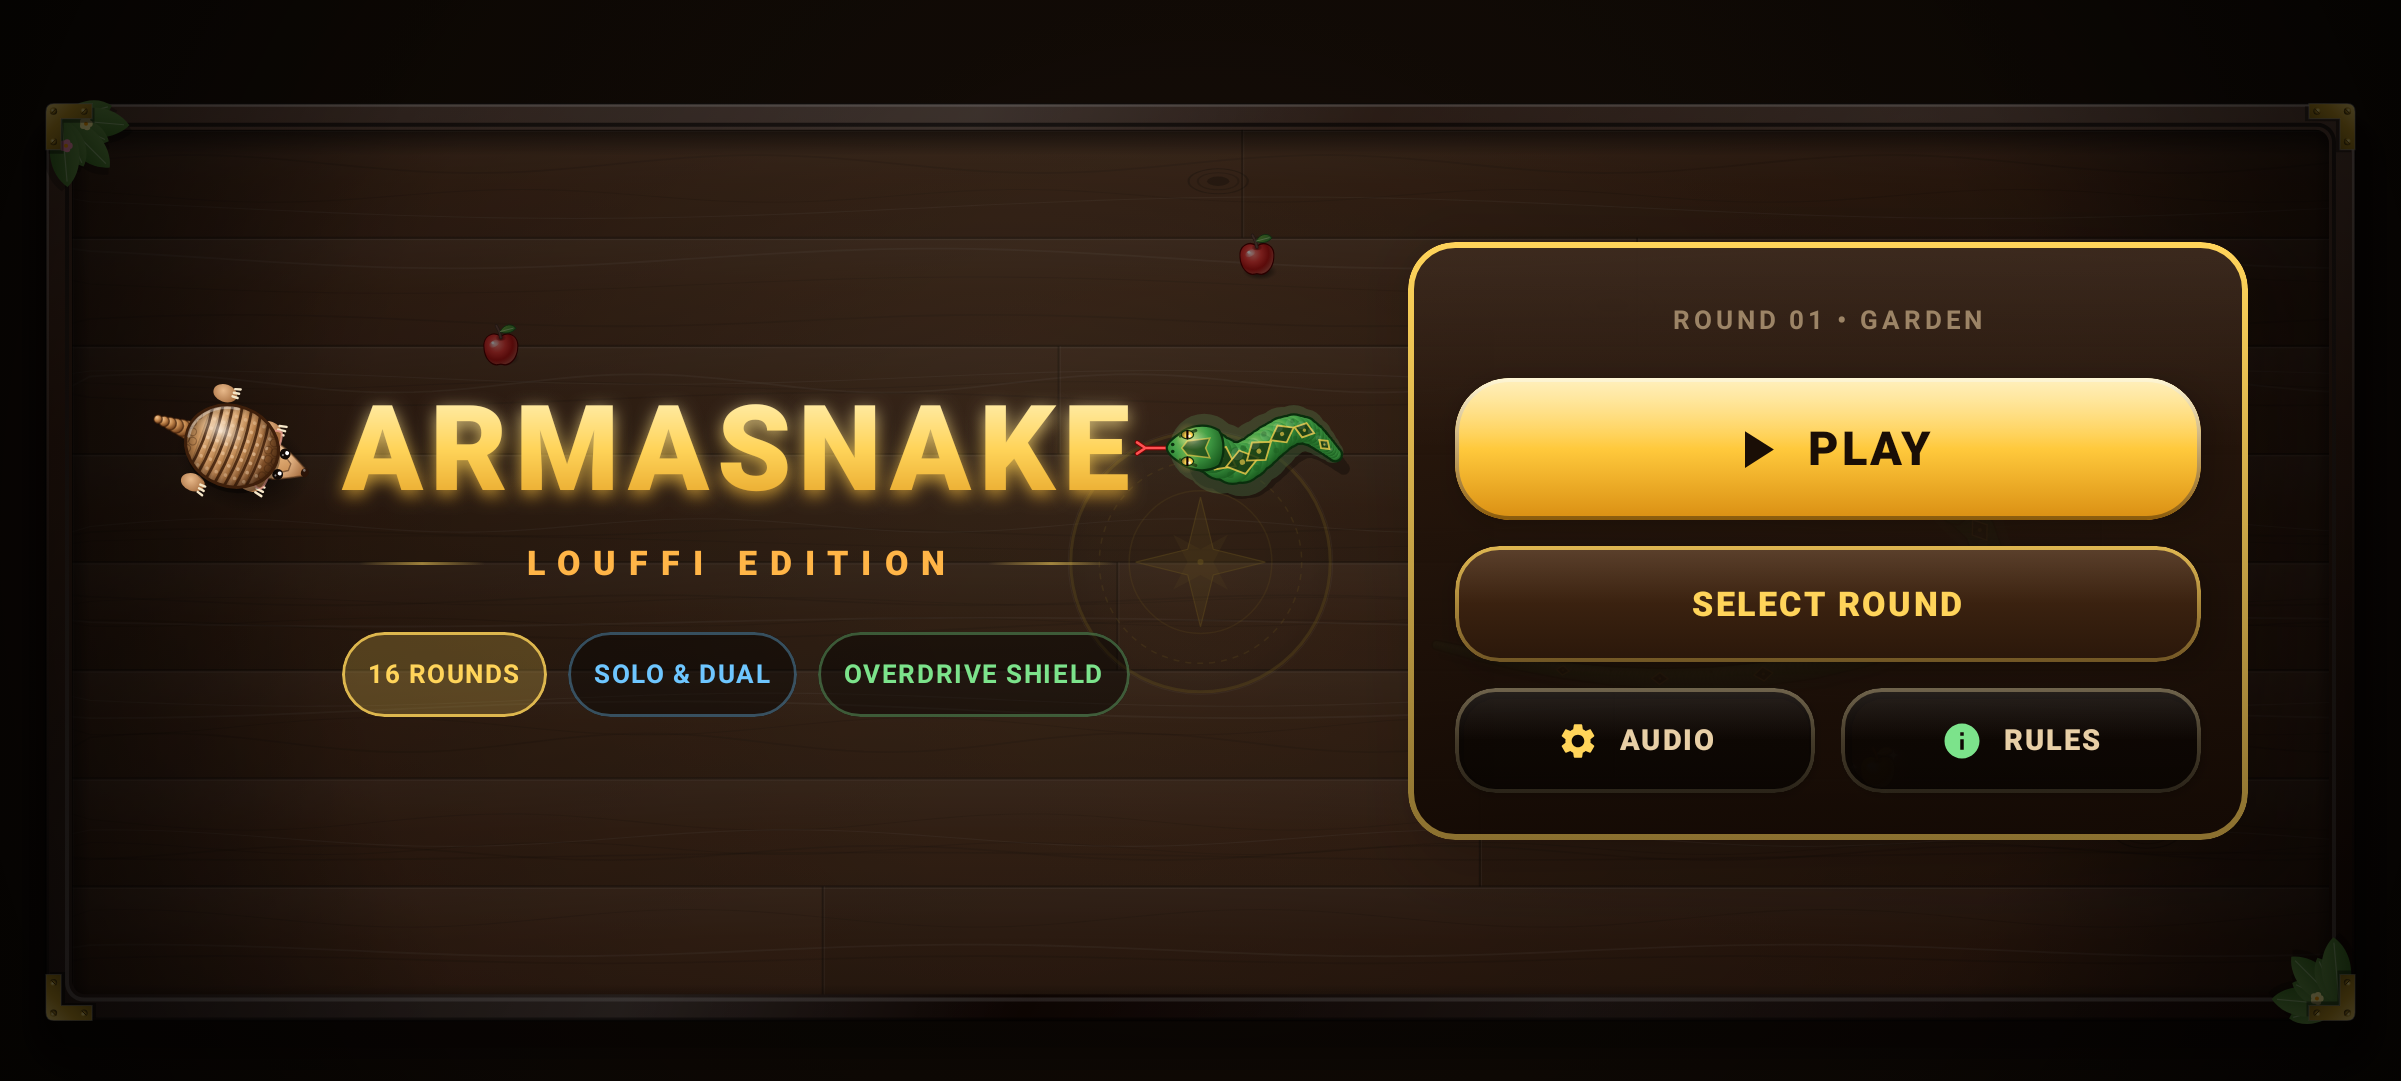 ARMASNAKE
LOUFFI EDITION
16 ROUNDS
SOLO & DUAL
OVERDRIVE SHIELD
ROUND 01 • GARDEN
PLAY
SELECT ROUND
AUDIO
RULES